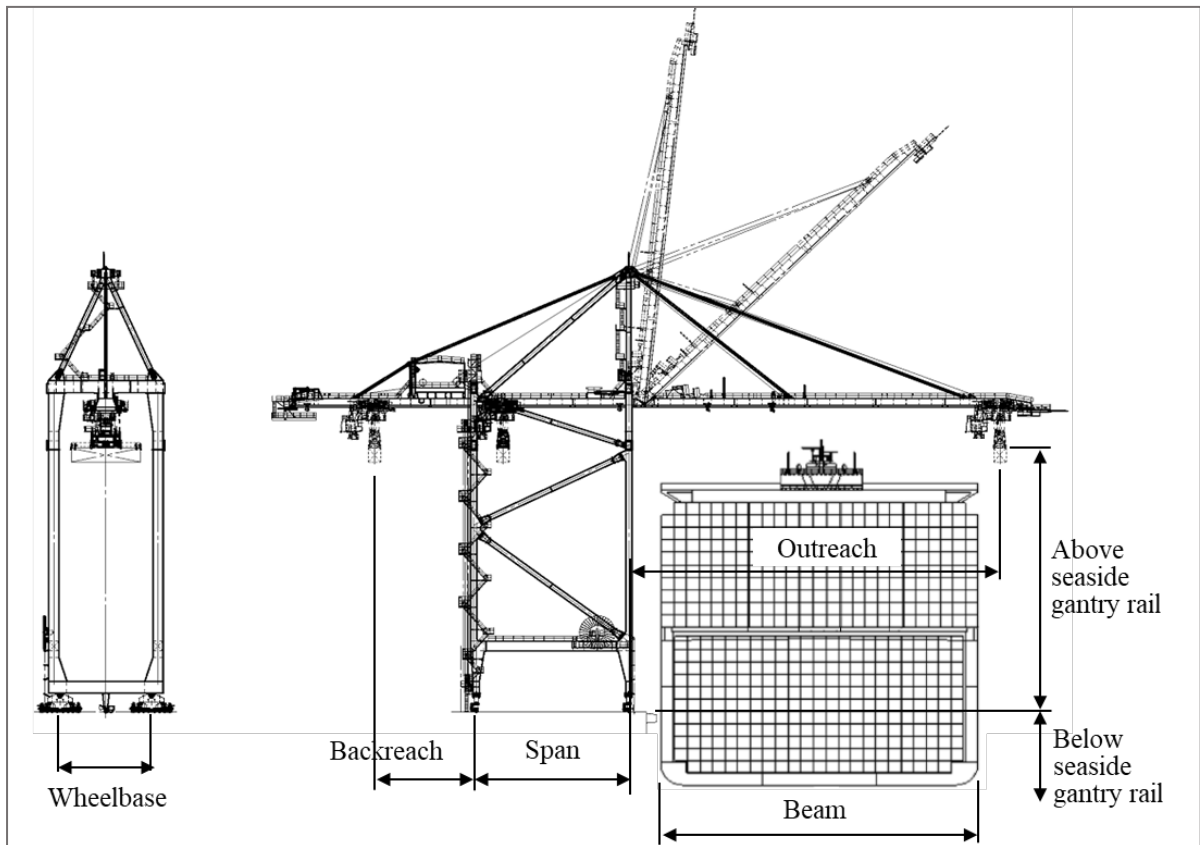 Outreach
Above
seaside
gantry rail
Backreach
Span
Below
seaside
gantry rail
Wheelbase
Beam